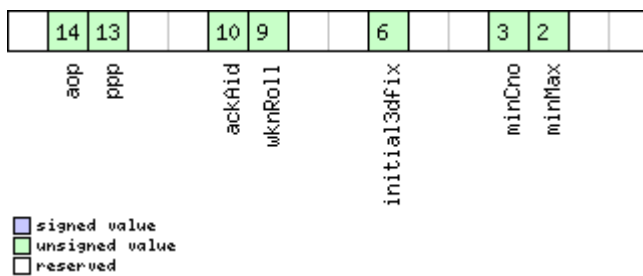 14 13 10 9 6 3 2
aop ppp ackAid wknRoll initial3dfix minCno minMax
signed value
unsigned value
reserved